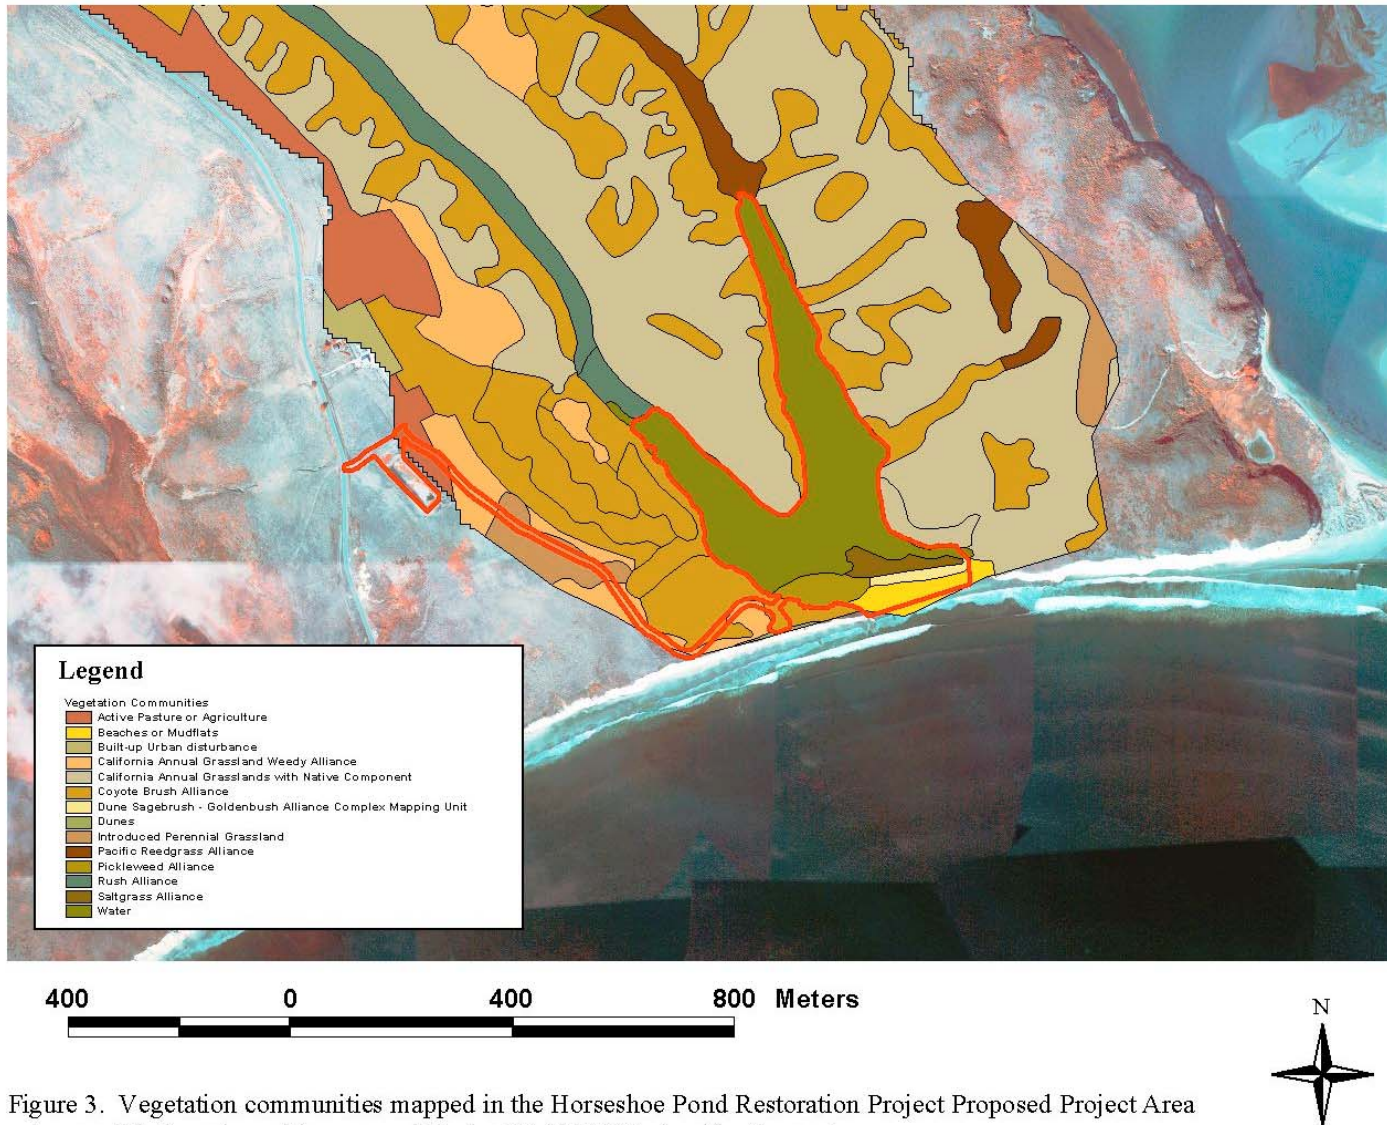 Legend
Vegetation Communities
Active Pasture or Agriculture
Beaches or Mudflats
Built-up Urban disturbance
California Annual Grassland Weedy Alliance
California Annual Grasslands with Native Component
Coyote Brush Alliance
Dune Sagebrush - Goldenbush Alliance Complex Mapping Unit
Dunes
Introduced Perennial Grassland
Pacific Reedgrass Alliance
Pickleweed Alliance
Rush Alliance
Saltgrass Alliance
Water
400 0 400 800 Meters
N
Figure 3. Vegetation communities mapped in the Horseshoe Pond Restoration Project Proposed Project Area